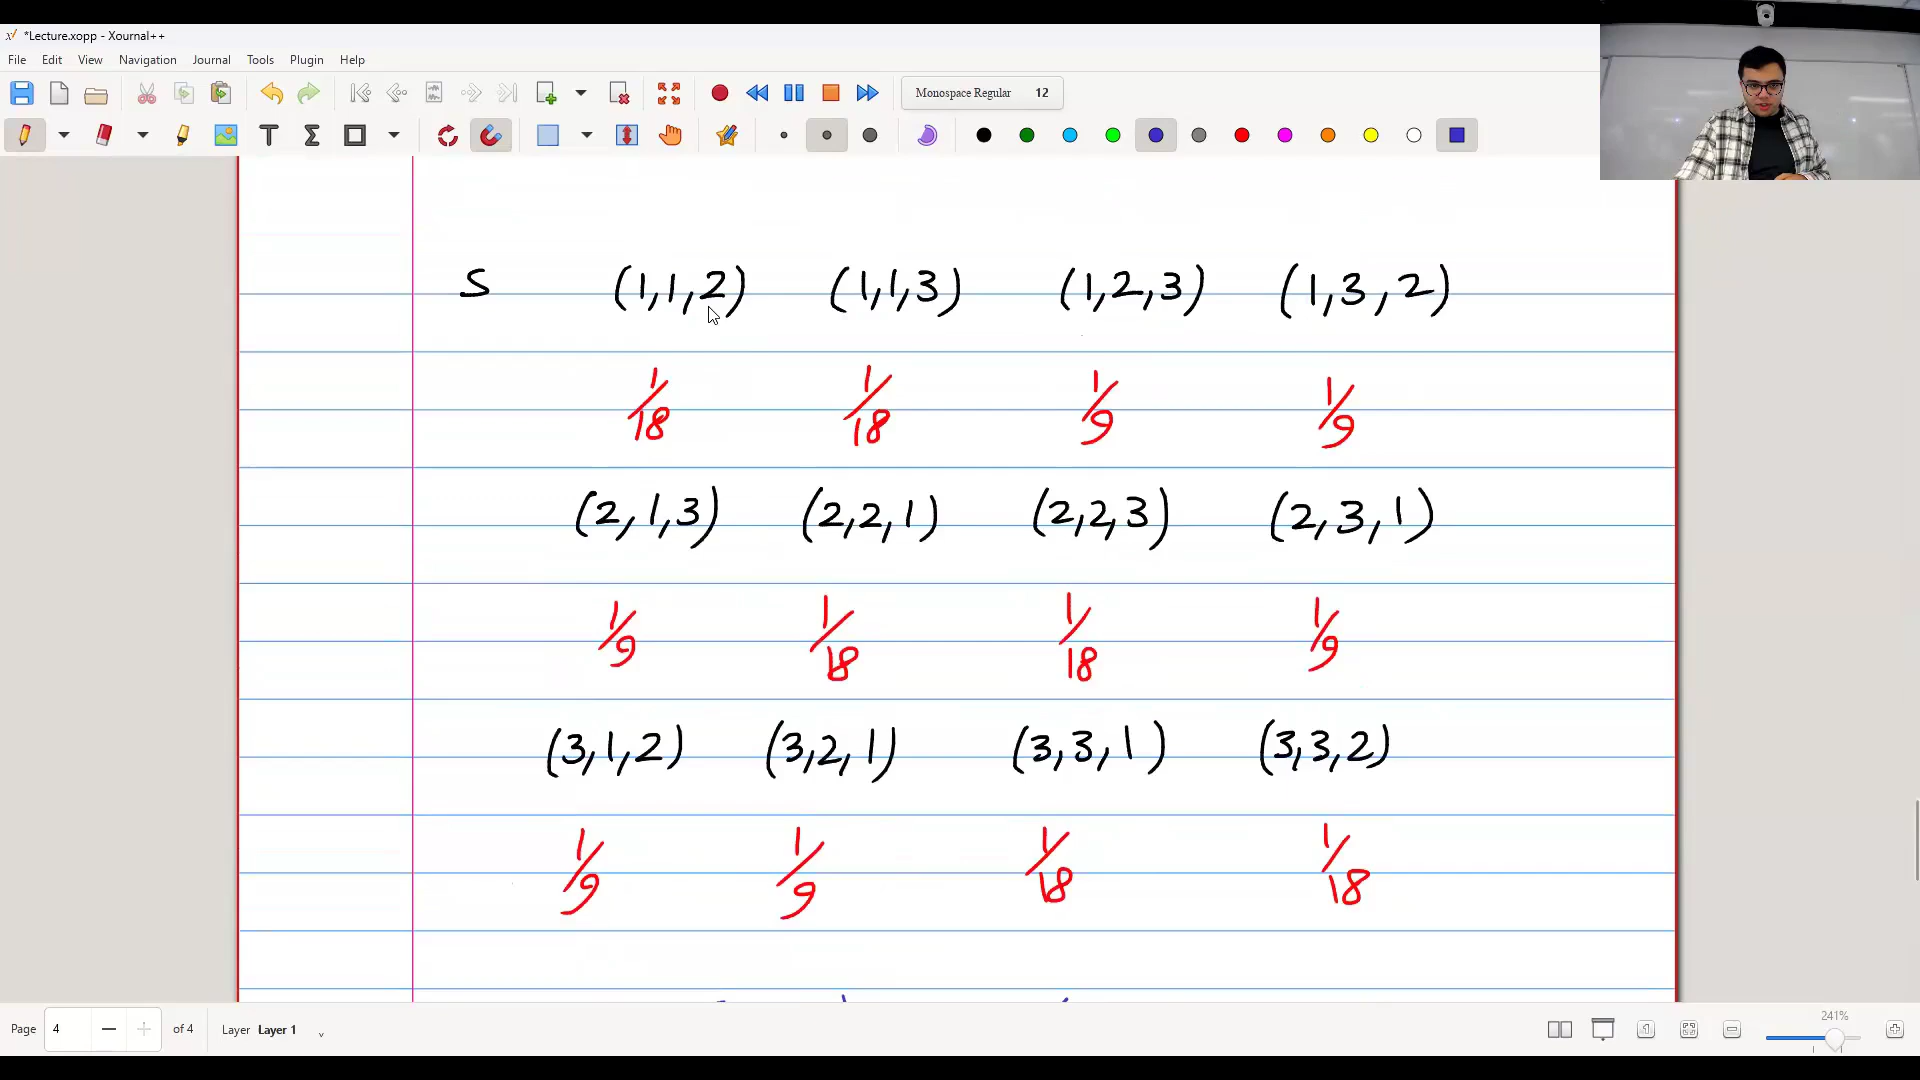 *Lecture.xopp - Xournal++
File Edit View Navigation Journal Tools Plugin Help
Monospace Regular 12
S (1,1,2) (1,1,3) (1,2,3) (1,3,2)
1/18 1/18 1/9 1/9
(2,1,3) (2,2,1) (2,2,3) (2,3,1)
1/9 1/18 1/18 1/9
(3,1,2) (3,2,1) (3,3,1) (3,3,2)
1/9 1/9 1/18 1/18
Page 4 of 4 Layer Layer 1 241%